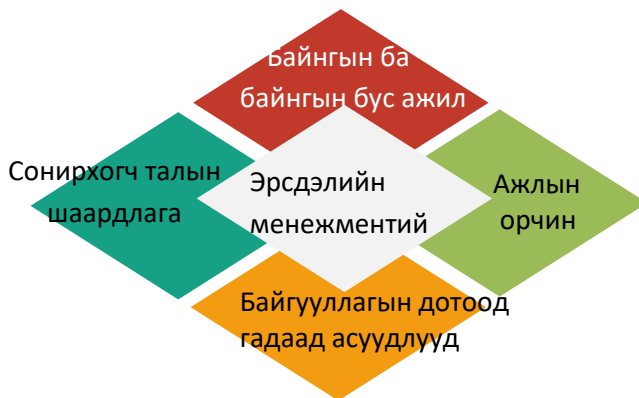 Байнгын ба
байнгын бус ажил
Сонирхогч талын
шаардлага
Эрсдэлийн
менежментий
Ажлын
орчин
Байгууллагын дотоод
гадаад асуудлууд